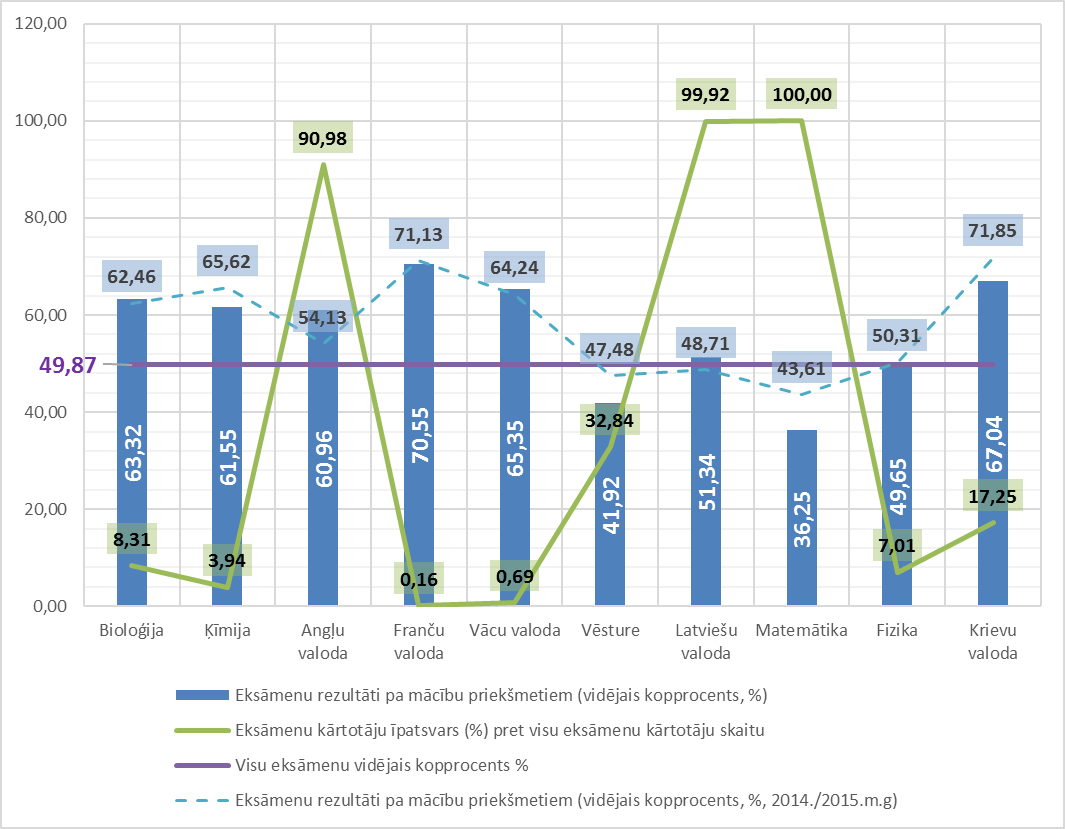 120,00
100,00
80,00
60,00
40,00
20,00
0,00
49,87
90,98
99,92
100,00
62,46
65,62
54,13
71,13
64,24
47,48
48,71
43,61
50,31
71,85
63,32
61,55
60,96
70,55
65,35
41,92
51,34
36,25
49,65
67,04
8,31
3,94
0,16
0,69
32,84
7,01
17,25
Bioloģija
Ķīmija
Angļu valoda
Franču valoda
Vācu valoda
Vēsture
Latviešu valoda
Matemātika
Fizika
Krievu valoda
Eksāmenu rezultāti pa mācību priekšmetiem (vidējais kopprocents, %)
Eksāmenu kārtotāju īpatsvars (%) pret visu eksāmenu kārtotāju skaitu
Visu eksāmenu vidējais kopprocents %
Eksāmenu rezultāti pa mācību priekšmetiem (vidējais kopprocents, %, 2014./2015.m.g)